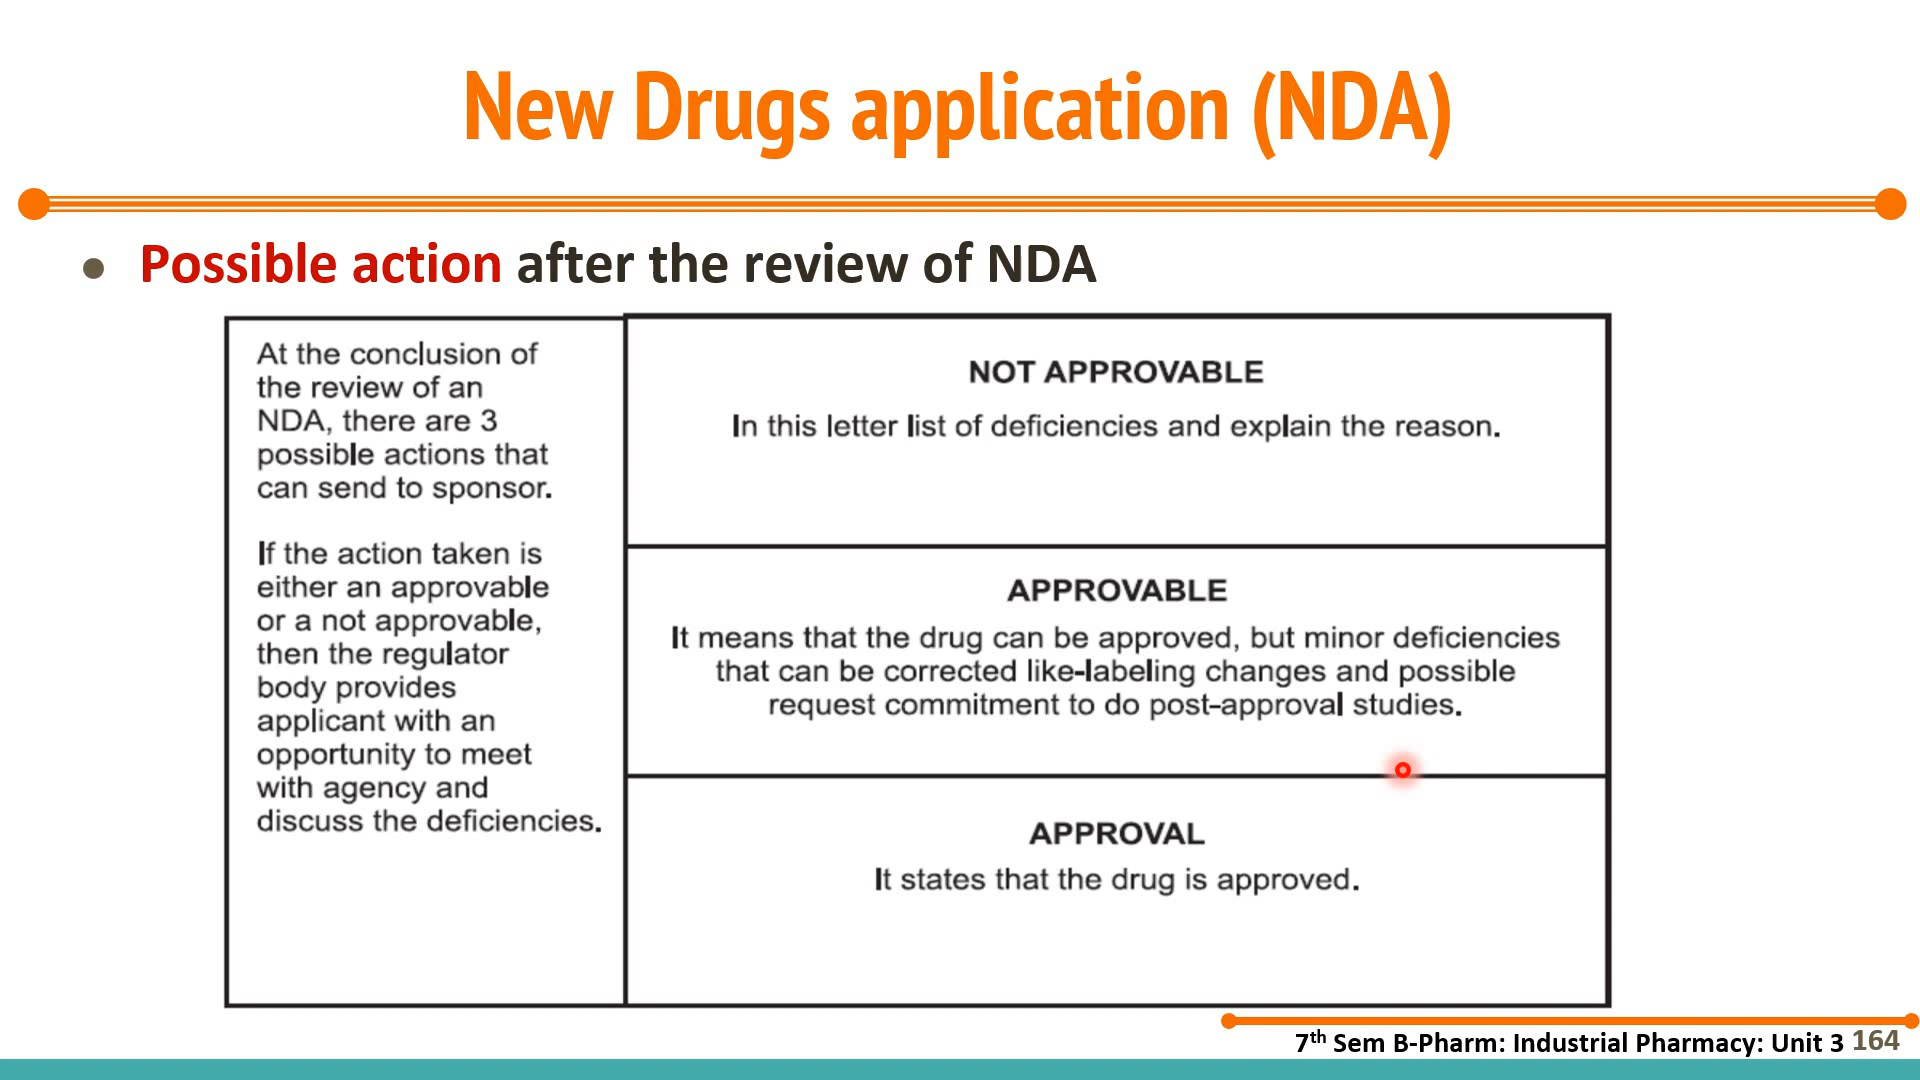 New Drugs application (NDA)
● Possible action after the review of NDA
At the conclusion of
the review of an
NDA, there are 3
possible actions that
can send to sponsor.
If the action taken is
either an approvable
or a not approvable,
then the regulator
body provides
applicant with an
opportunity to meet
with agency and
discuss the deficiencies.
NOT APPROVABLE
In this letter list of deficiencies and explain the reason.
APPROVABLE
It means that the drug can be approved, but minor deficiencies
that can be corrected like-labeling changes and possible
request commitment to do post-approval studies.
APPROVAL
It states that the drug is approved.
7th Sem B-Pharm: Industrial Pharmacy: Unit 3 164